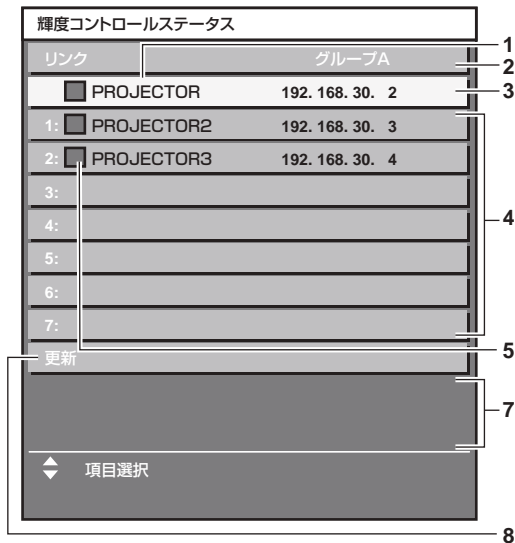 輝度コントロールステータス
リンク グループA
PROJECTOR 192. 168. 30. 2
1: PROJECTOR2 192. 168. 30. 3
2: PROJECTOR3 192. 168. 30. 4
3:
4:
5:
6:
7:
更新
項目選択
1
2
3
4
5
7
8